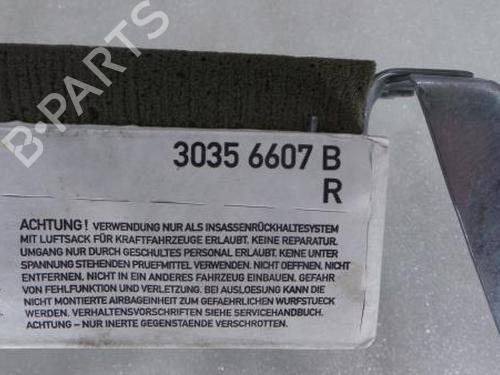 B-PARTS
3035 6607 B
R
ACHTUNG! VERWENDUNG NUR ALS INSASSENRÜCKHALTESYSTEM
MIT LUFTSACK FÜR KRAFTFAHRZEUGE ERLAUBT. KEINE REPARATUR.
UMGANG NUR DURCH GESCHULTES PERSONAL ERLAUBT. KEINE UNTER
SPANNUNG STEHENDEN PRUEFMITTEL VERWENDEN. NICHT OEFFNEN, NICHT
ENTFERNEN. NICHT IN EIN ANDERES FAHRZEUG EINBAUEN. GEFAHR
VON FEHLFUNKTION UND VERLETZUNG. BEI AUSLOESUNG KANN DIE
NICHT MONTIERTE AIRBAGEINHEIT ZUM GEFAEHRLICHEN WURFSTUECK
WERDEN. VERHALTENSVORSCHRIFTEN SIEHE SERVICEHANDBUCH.
ACHTUNG – NUR INERTE GEGENSTAENDE VERSCHROTTEN.